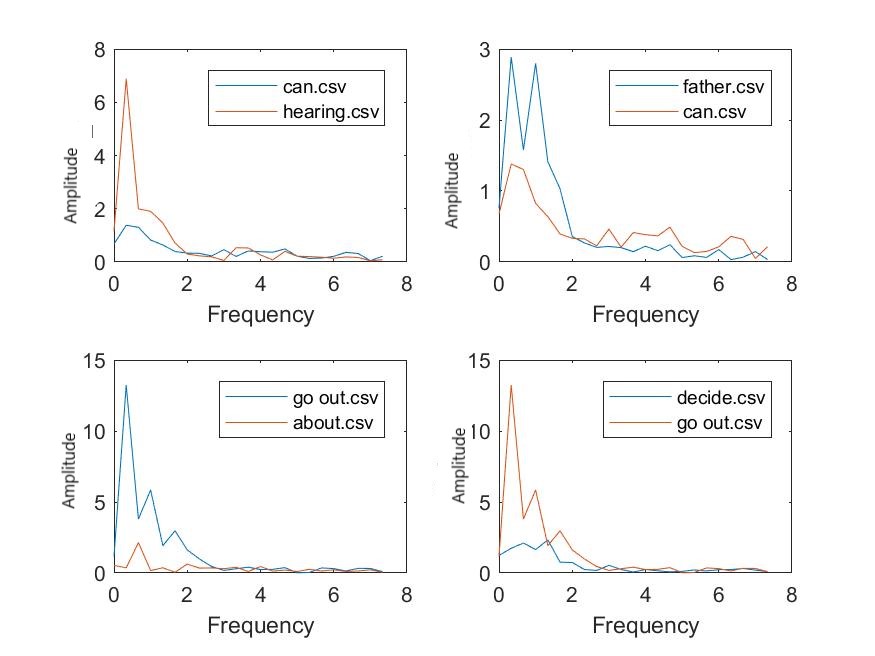 8
6
4
2
0
Amplitude
can.csv
hearing.csv
0 2 4 6 8
Frequency
3
2
1
0
Amplitude
father.csv
can.csv
0 2 4 6 8
Frequency
15
10
5
0
Amplitude
go out.csv
about.csv
0 2 4 6 8
Frequency
15
10
5
0
Amplitude
decide.csv
go out.csv
0 2 4 6 8
Frequency